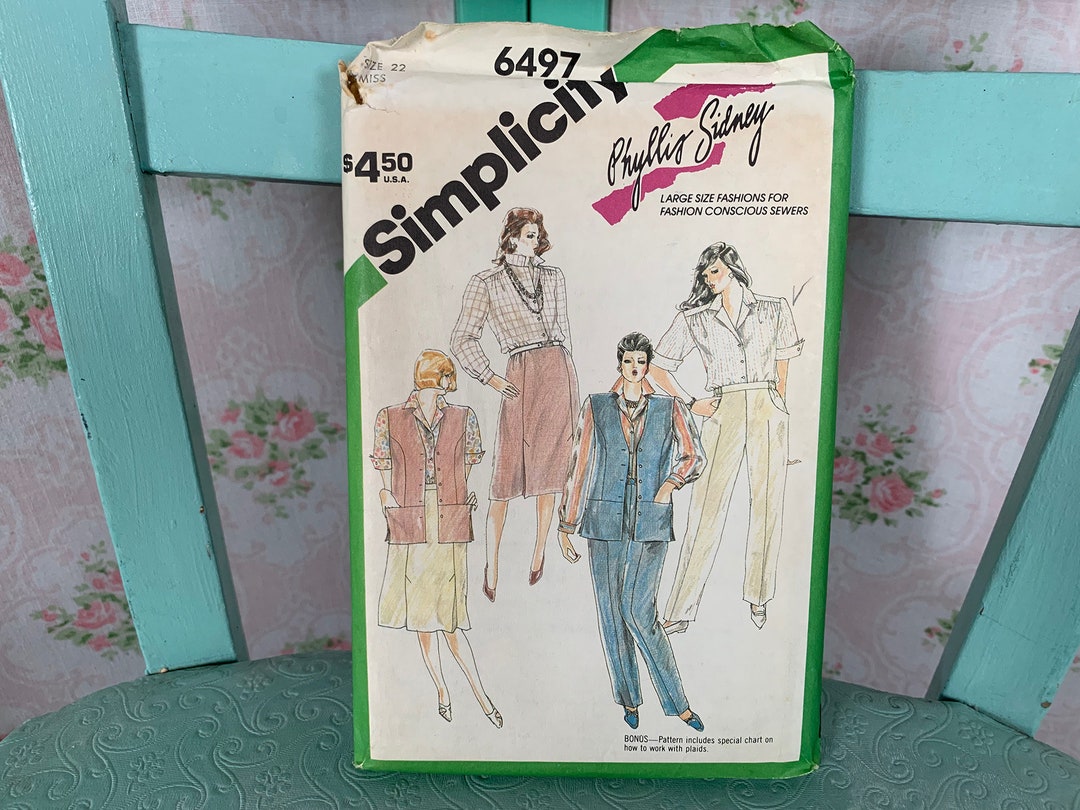 SIZE 22
MISS
6497
$4.50
U.S.A.
Simplicity
Phyllis Sidney
LARGE SIZE FASHIONS FOR
FASHION CONSCIOUS SEWERS
BONUS—Pattern includes special chart on
how to work with plaids.